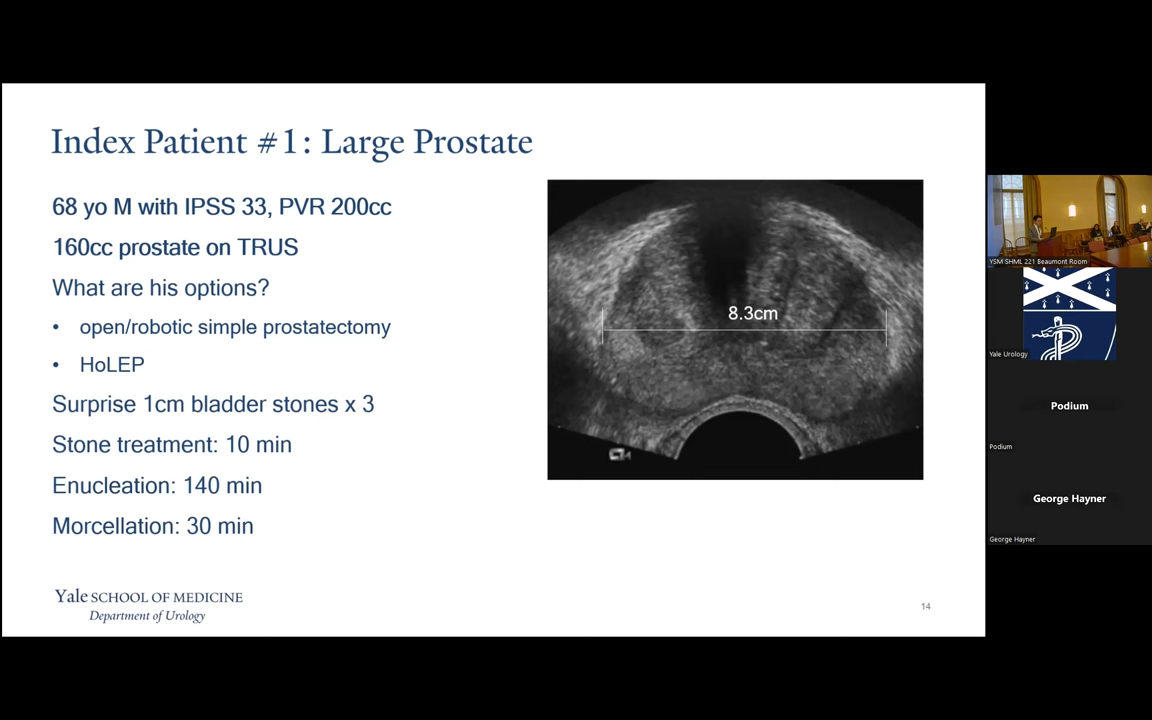 Index Patient #1: Large Prostate
68 yo M with IPSS 33, PVR 200cc
160cc prostate on TRUS
What are his options?
• open/robotic simple prostatectomy
• HoLEP
Surprise 1cm bladder stones x 3
Stone treatment: 10 min
Enucleation: 140 min
Morcellation: 30 min
8.3cm
Yale SCHOOL OF MEDICINE
Department of Urology
14
YSM SHML 221 Beaumont Room
Yale Urology
Podium
Podium
George Hayner
George Hayner